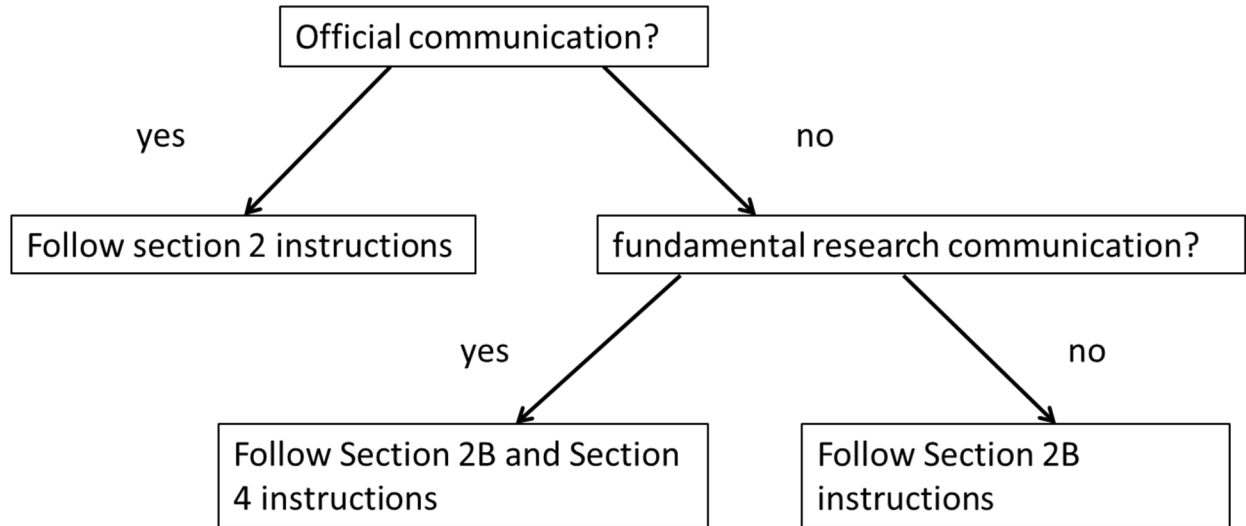 Official communication?
yes
no
Follow section 2 instructions
fundamental research communication?
yes
no
Follow Section 2B and Section
4 instructions
Follow Section 2B
instructions